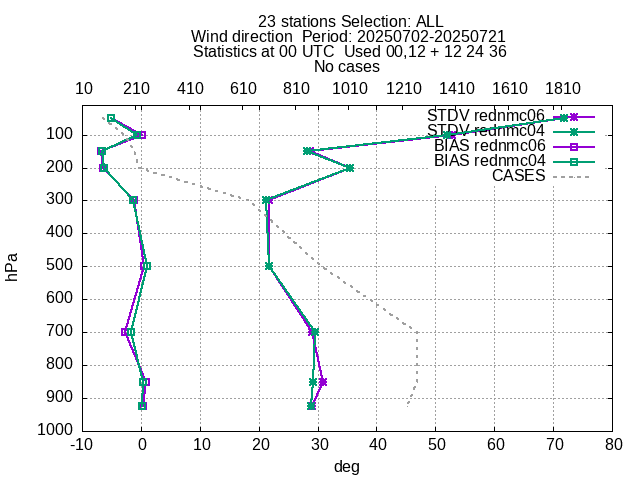 23 stations Selection: ALL
Wind direction  Period: 20250702-20250721
Statistics at 00 UTC  Used 00,12 + 12 24 36
No cases
10 210 410 610 810 1010 1210 1410 1610 1810
STDV rednmc06
STDV rednmc04
BIAS rednmc06
BIAS rednmc04
CASES
100
200
300
400
500
600
700
800
900
1000
hPa
-10 0 10 20 30 40 50 60 70 80
deg